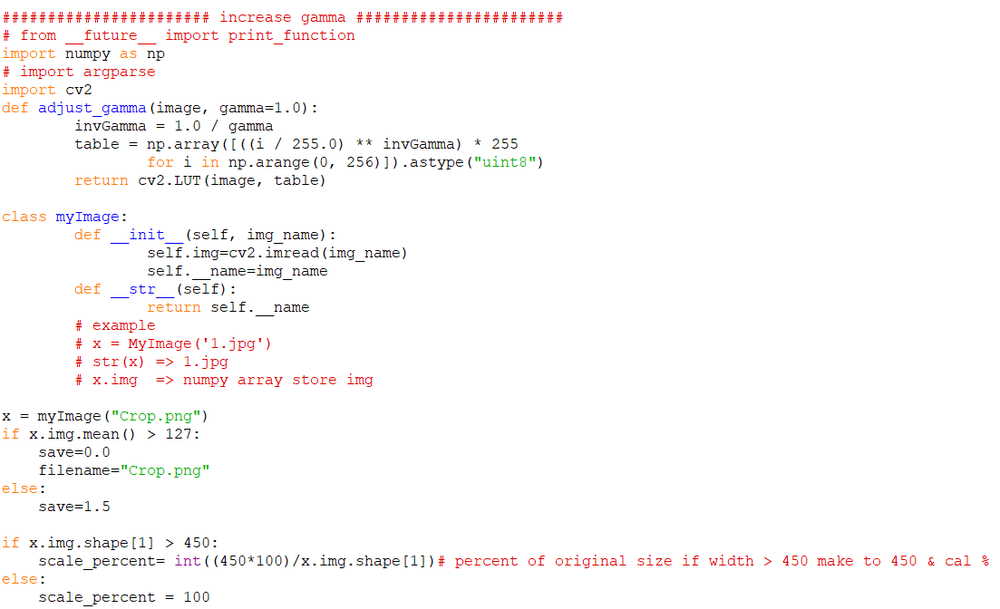 ####################### increase gamma #######################
# from __future__ import print_function
import numpy as np
# import argparse
import cv2
def adjust_gamma(image, gamma=1.0):
        invGamma = 1.0 / gamma
        table = np.array([((i / 255.0) ** invGamma) * 255
                for i in np.arange(0, 256)]).astype("uint8")
        return cv2.LUT(image, table)

class myImage:
        def __init__(self, img_name):
                self.img=cv2.imread(img_name)
                self.__name=img_name
        def __str__(self):
                return self.__name
        # example
        # x = MyImage('1.jpg')
        # str(x) => 1.jpg
        # x.img  => numpy array store img

x = myImage("Crop.png")
if x.img.mean() > 127:
    save=0.0
    filename="Crop.png"
else:
    save=1.5

if x.img.shape[1] > 450:
    scale_percent= int((450*100)/x.img.shape[1])# percent of original size if width > 450 make to 450 & cal %
else:
    scale_percent = 100